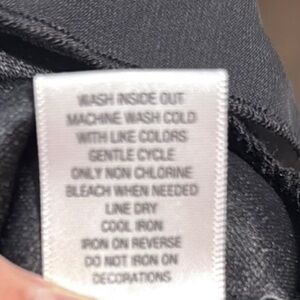 WASH INSIDE OUT
MACHINE WASH COLD
WITH LIKE COLORS
GENTLE CYCLE
ONLY NON CHLORINE
BLEACH WHEN NEEDED
LINE DRY
COOL IRON
IRON ON REVERSE
DO NOT IRON ON
DECORATIONS